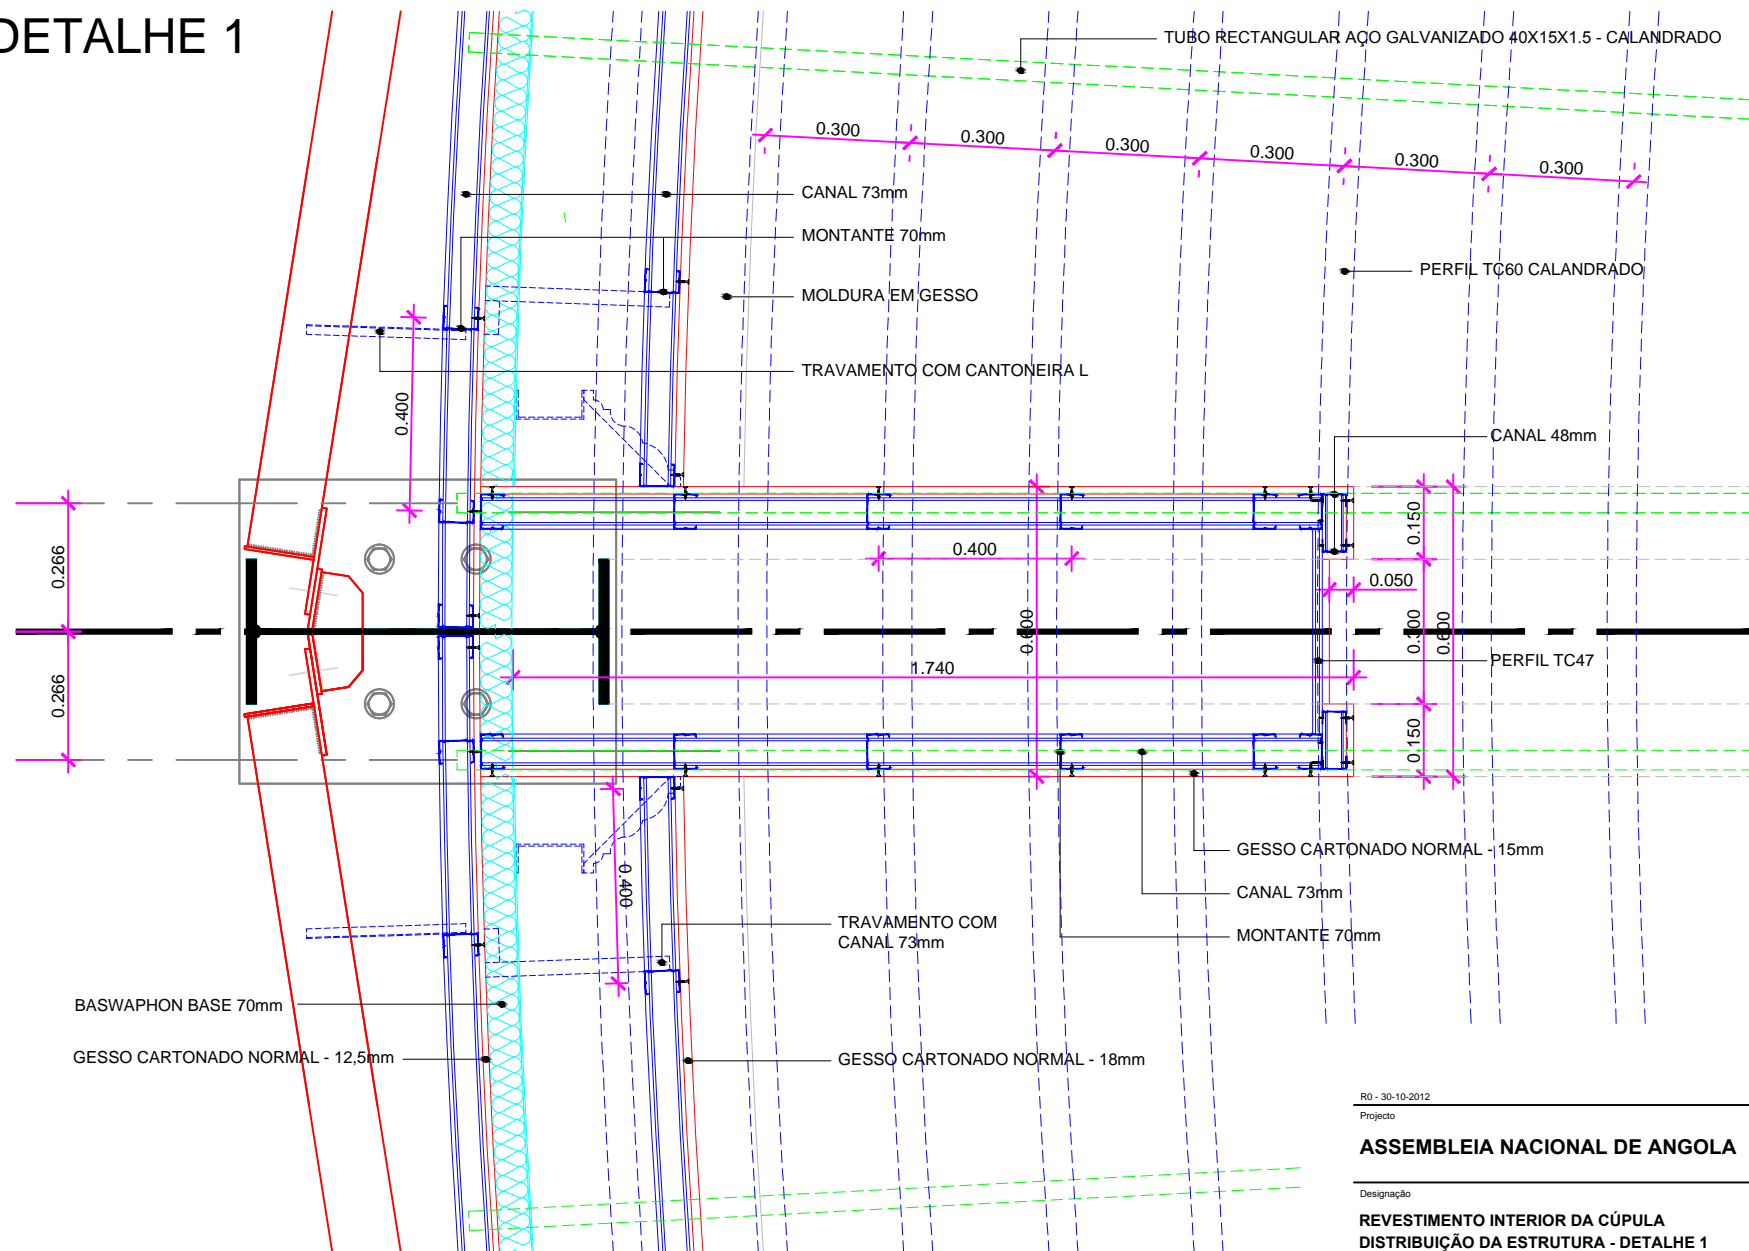 DETALHE 1
TUBO RECTANGULAR AÇO GALVANIZADO 40X15X1.5 - CALANDRADO
0.300
0.300
0.300
0.300
0.300
0.300
CANAL 73mm
MONTANTE 70mm
PERFIL TC60 CALANDRADO
MOLDURA EM GESSO
TRAVAMENTO COM CANTONEIRA L
0.400
CANAL 48mm
0.150
0.400
0.050
0.266
0.600
0.300
0.600
PERFIL TC47
1.740
0.266
0.150
GESSO CARTONADO NORMAL - 15mm
0.400
CANAL 73mm
TRAVAMENTO COM
CANAL 73mm
MONTANTE 70mm
BASWAPHON BASE 70mm
GESSO CARTONADO NORMAL - 12,5mm
GESSO CARTONADO NORMAL - 18mm
R0 - 30-10-2012
Projecto
ASSEMBLEIA NACIONAL DE ANGOLA
Designação
REVESTIMENTO INTERIOR DA CÚPULA
DISTRIBUIÇÃO DA ESTRUTURA - DETALHE 1